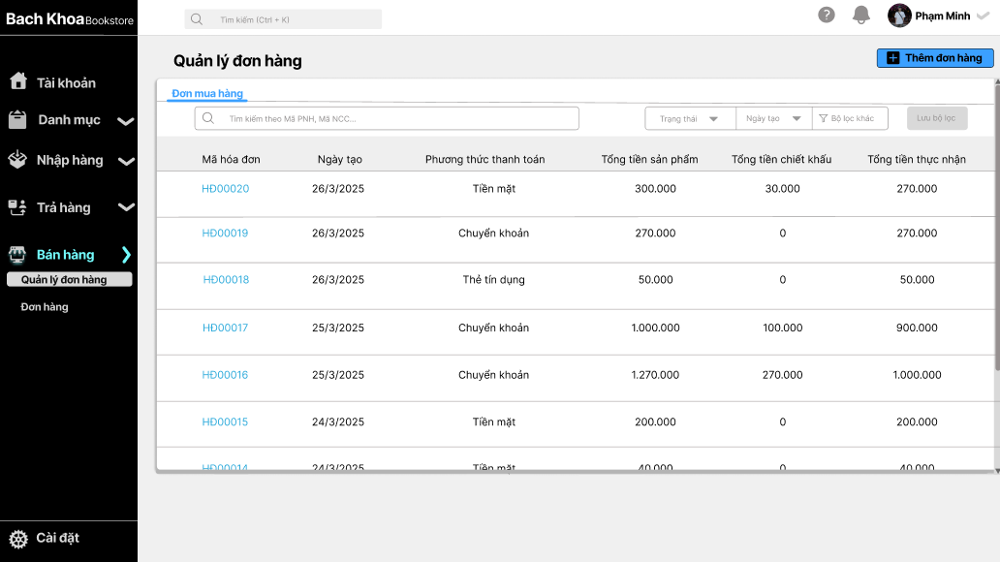 Bach Khoa Bookstore
Tìm kiếm (Ctrl + K)
?
Phạm Minh
Quản lý đơn hàng
Thêm đơn hàng
Tài khoản
Danh mục
Nhập hàng
Trả hàng
Bán hàng
Quản lý đơn hàng
Đơn hàng
Cài đặt
Đơn mua hàng
Tìm kiếm theo Mã PNH, Mã NCC...
Trạng thái
Ngày tạo
Bộ lọc khác
Lưu bộ lọc
Mã hóa đơn Ngày tạo Phương thức thanh toán Tổng tiền sản phẩm Tổng tiền chiết khấu Tổng tiền thực nhận
HĐ00020 26/3/2025 Tiền mặt 300.000 30.000 270.000
HĐ00019 26/3/2025 Chuyển khoản 270.000 0 270.000
HĐ00018 26/3/2025 Thẻ tín dụng 50.000 0 50.000
HĐ00017 25/3/2025 Chuyển khoản 1.000.000 100.000 900.000
HĐ00016 25/3/2025 Chuyển khoản 1.270.000 270.000 1.000.000
HĐ00015 24/3/2025 Tiền mặt 200.000 0 200.000
HĐ00014 24/3/2025 Tiền mặt 40.000 0 40.000